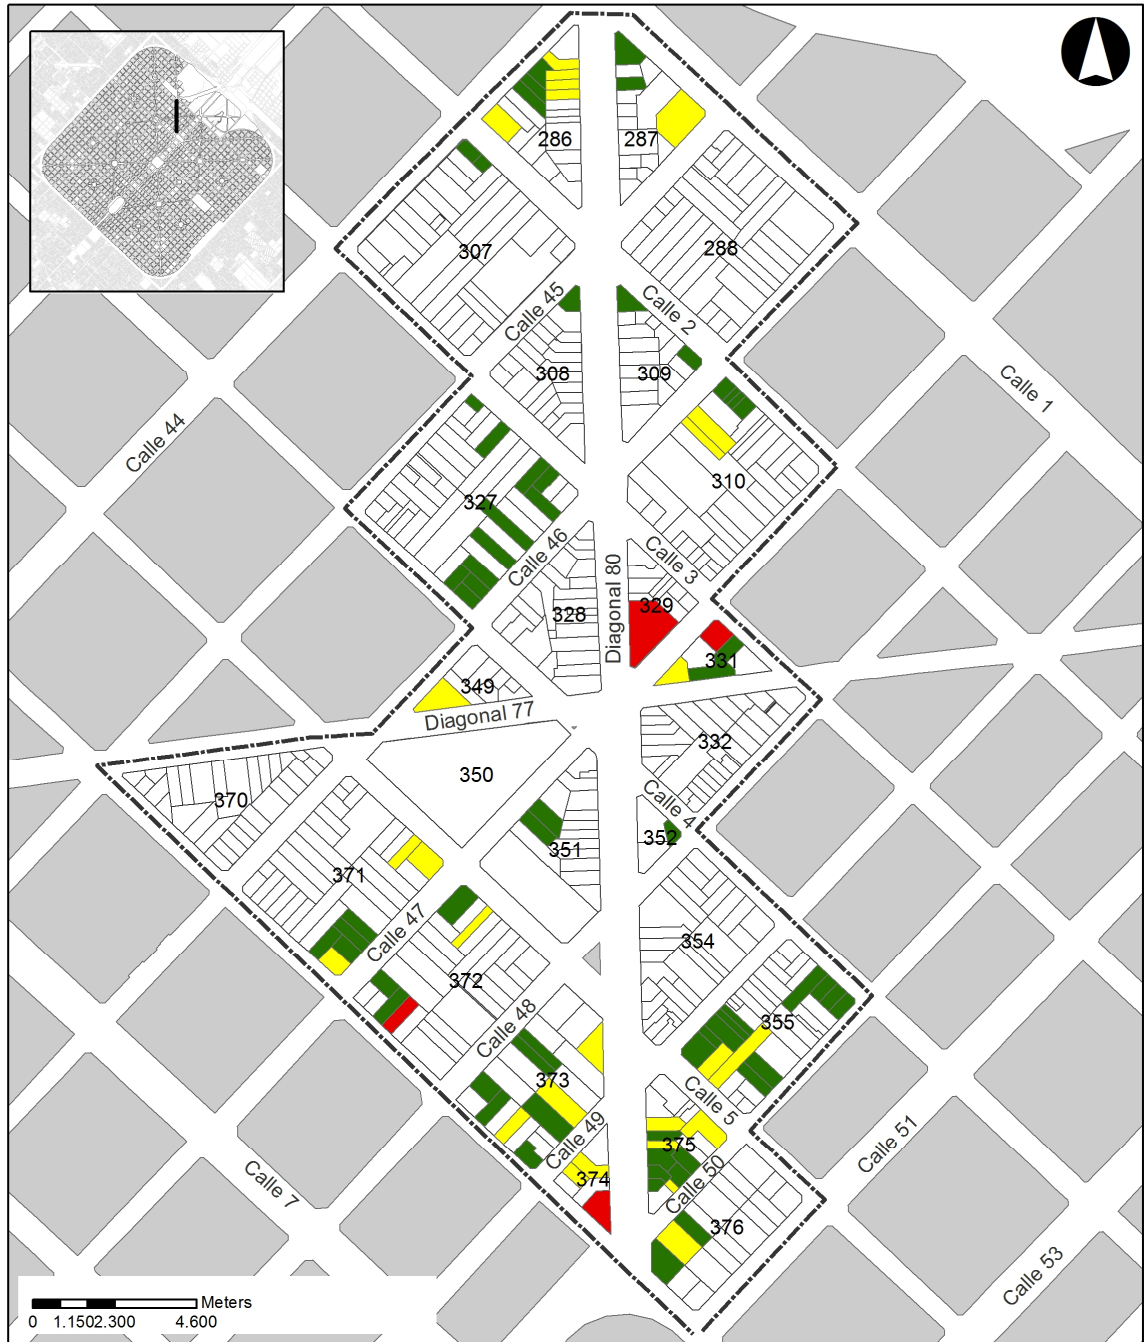 286
287
307
288
Calle 45
Calle 2
308
309
Calle 1
Calle 44
310
327
Calle 46
Calle 3
Diagonal 80
328
329
331
349
Diagonal 77
332
350
370
Calle 4
351
352
371
Calle 47
354
372
355
Calle 48
373
Calle 5
Calle 49
375
Calle 51
374
Calle 50
Calle 7
376
Calle 53
Meters
0 1.150 2.300 4.600